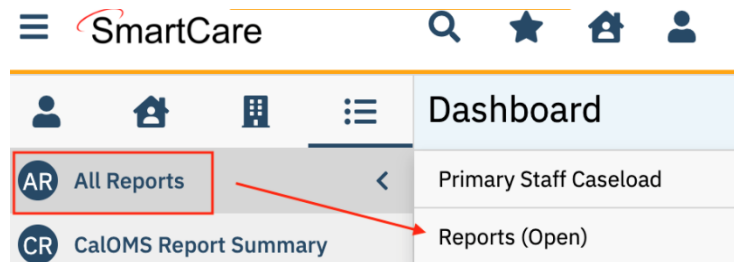 SmartCare
Dashboard
AR All Reports
Primary Staff Caseload
CR CalOMS Report Summary
Reports (Open)